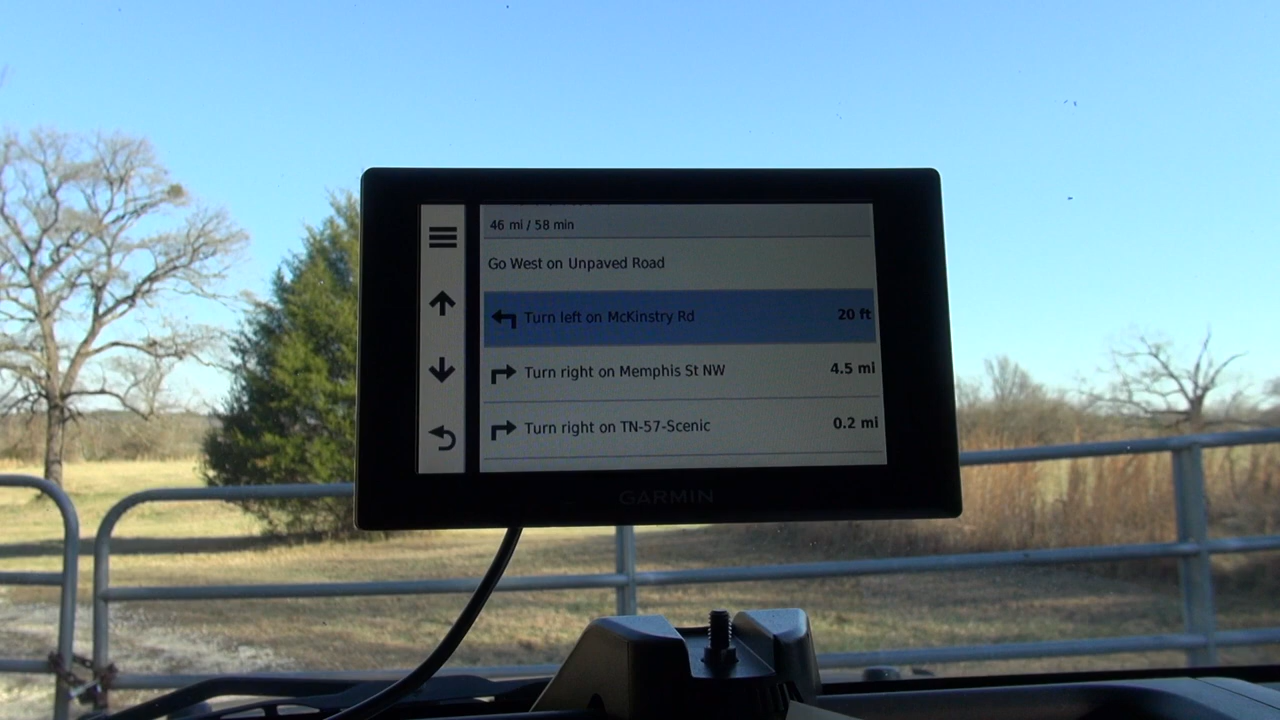 46 mi / 58 min
Go West on Unpaved Road
Turn left on McKinstry Rd 20 ft
Turn right on Memphis St NW 4.5 mi
Turn right on TN-57-Scenic 0.2 mi
GARMIN